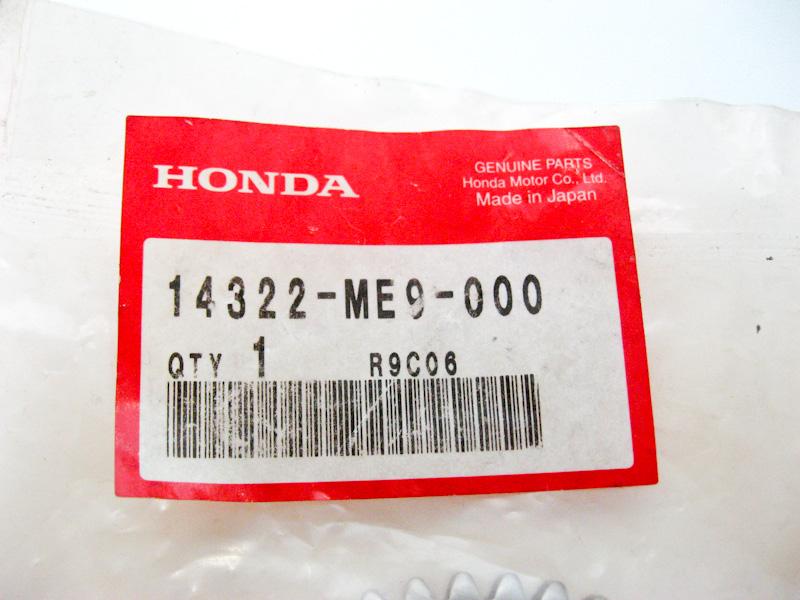 HONDA
GENUINE PARTS
Honda Motor Co., Ltd.
Made in Japan
14322-ME9-000
QTY 1 R9C06